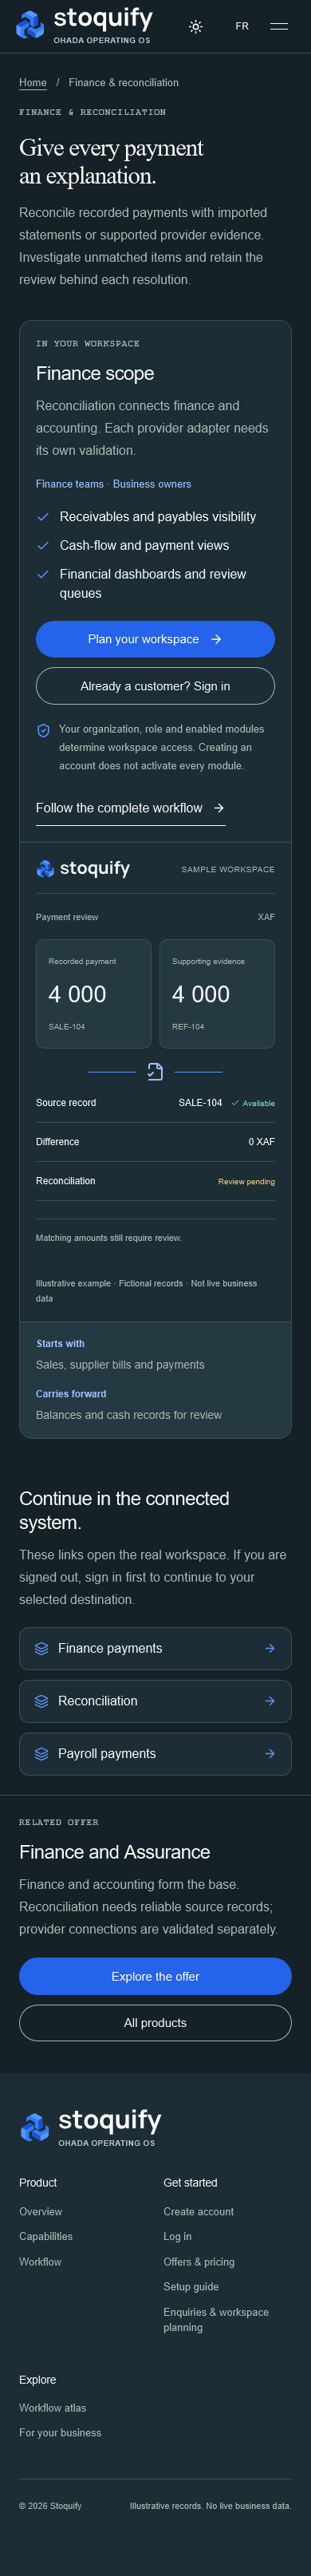 stoquify
OHADA OPERATING OS
FR
Home / Finance & reconciliation
FINANCE & RECONCILIATION
Give every payment
an explanation.
Reconcile recorded payments with imported
statements or supported provider evidence.
Investigate unmatched items and retain the
review behind each resolution.
IN YOUR WORKSPACE
Finance scope
Reconciliation connects finance and
accounting. Each provider adapter needs
its own validation.
Finance teams · Business owners
Receivables and payables visibility
Cash-flow and payment views
Financial dashboards and review
queues
Plan your workspace
Already a customer? Sign in
Your organization, role and enabled modules
determine workspace access. Creating an
account does not activate every module.
Follow the complete workflow
stoquify SAMPLE WORKSPACE
Payment review XAF
Recorded payment Supporting evidence
4 000 4 000
SALE-104 REF-104
Source record SALE-104 Available
Difference 0 XAF
Reconciliation Review pending
Matching amounts still require review.
Illustrative example · Fictional records · Not live business
data
Starts with
Sales, supplier bills and payments
Carries forward
Balances and cash records for review
Continue in the connected
system.
These links open the real workspace. If you are
signed out, sign in first to continue to your
selected destination.
Finance payments
Reconciliation
Payroll payments
RELATED OFFER
Finance and Assurance
Finance and accounting form the base.
Reconciliation needs reliable source records;
provider connections are validated separately.
Explore the offer
All products
stoquify
OHADA OPERATING OS
Product
Overview
Capabilities
Workflow
Get started
Create account
Log in
Offers & pricing
Setup guide
Enquiries & workspace
planning
Explore
Workflow atlas
For your business
© 2026 Stoquify Illustrative records. No live business data.